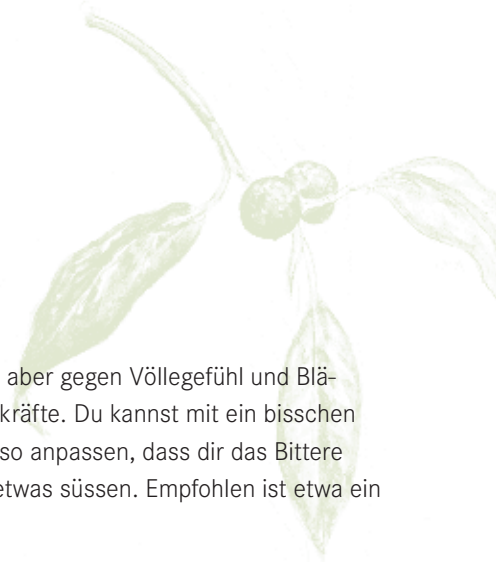 aber gegen Völlegefühl und Blä-
kräfte. Du kannst mit ein bisschen
so anpassen, dass dir das Bittere
etwas süssen. Empfohlen ist etwa ein